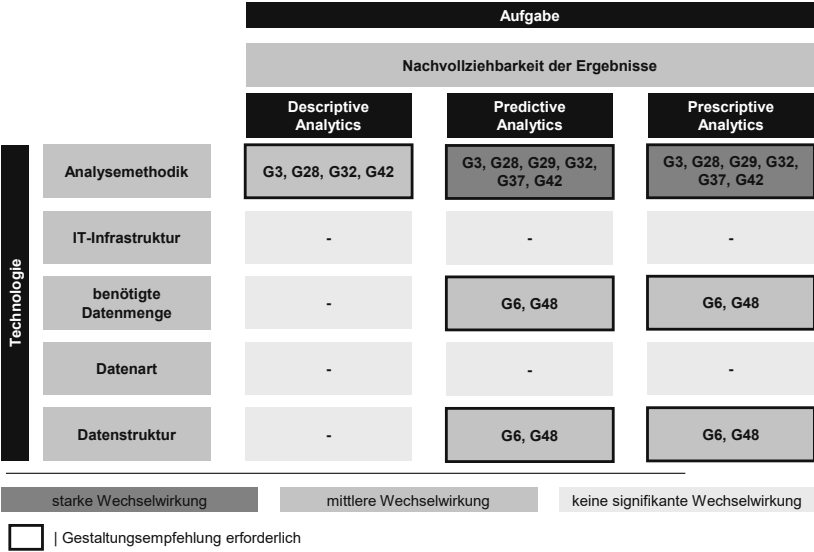 Aufgabe
Nachvollziehbarkeit der Ergebnisse
Descriptive
Analytics
Predictive
Analytics
Prescriptive
Analytics
Technologie
Analysemethodik
G3, G28, G32, G42
G3, G28, G29, G32,
G37, G42
G3, G28, G29, G32,
G37, G42
IT-Infrastruktur
-
-
-
benötigte
Datenmenge
-
G6, G48
G6, G48
Datenart
-
-
-
Datenstruktur
-
G6, G48
G6, G48
starke Wechselwirkung
mittlere Wechselwirkung
keine signifikante Wechselwirkung
| Gestaltungsempfehlung erforderlich